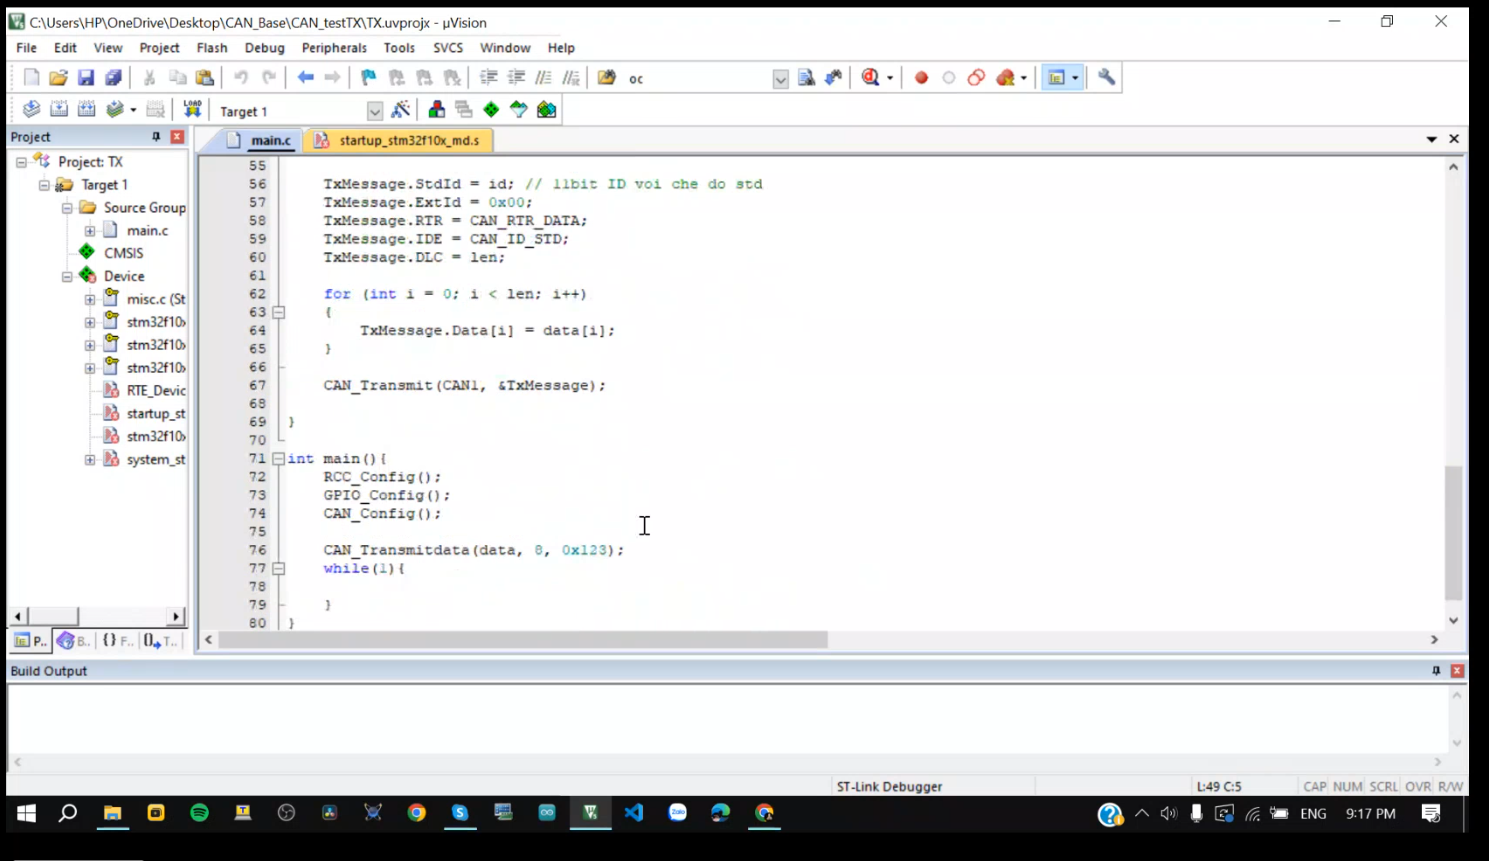 C:\Users\HP\OneDrive\Desktop\CAN_Base\CAN_testTX\TX.uvprojx - µVision
File Edit View Project Flash Debug Peripherals Tools SVCS Window Help
oc
LOAD Target 1
Project
main.c startup_stm32f10x_md.s
Project: TX
Target 1
Source Group
main.c
CMSIS
Device
misc.c (St
stm32f10x
stm32f10x
stm32f10x
RTE_Devic
startup_st
stm32f10x
system_st
P.. B.. {} F.. 0 T..
55
56 TxMessage.StdId = id; // 11bit ID voi che do std
57 TxMessage.ExtId = 0x00;
58 TxMessage.RTR = CAN_RTR_DATA;
59 TxMessage.IDE = CAN_ID_STD;
60 TxMessage.DLC = len;
61
62 for (int i = 0; i < len; i++)
63 {
64 TxMessage.Data[i] = data[i];
65 }
66
67 CAN_Transmit(CAN1, &TxMessage);
68
69 }
70
71 int main(){
72 RCC_Config();
73 GPIO_Config();
74 CAN_Config();
75
76 CAN_Transmitdata(data, 8, 0x123);
77 while(1){
78
79 }
80 }
Build Output
ST-Link Debugger L:49 C:5 CAP NUM SCRL OVR R/W
ENG 9:17 PM